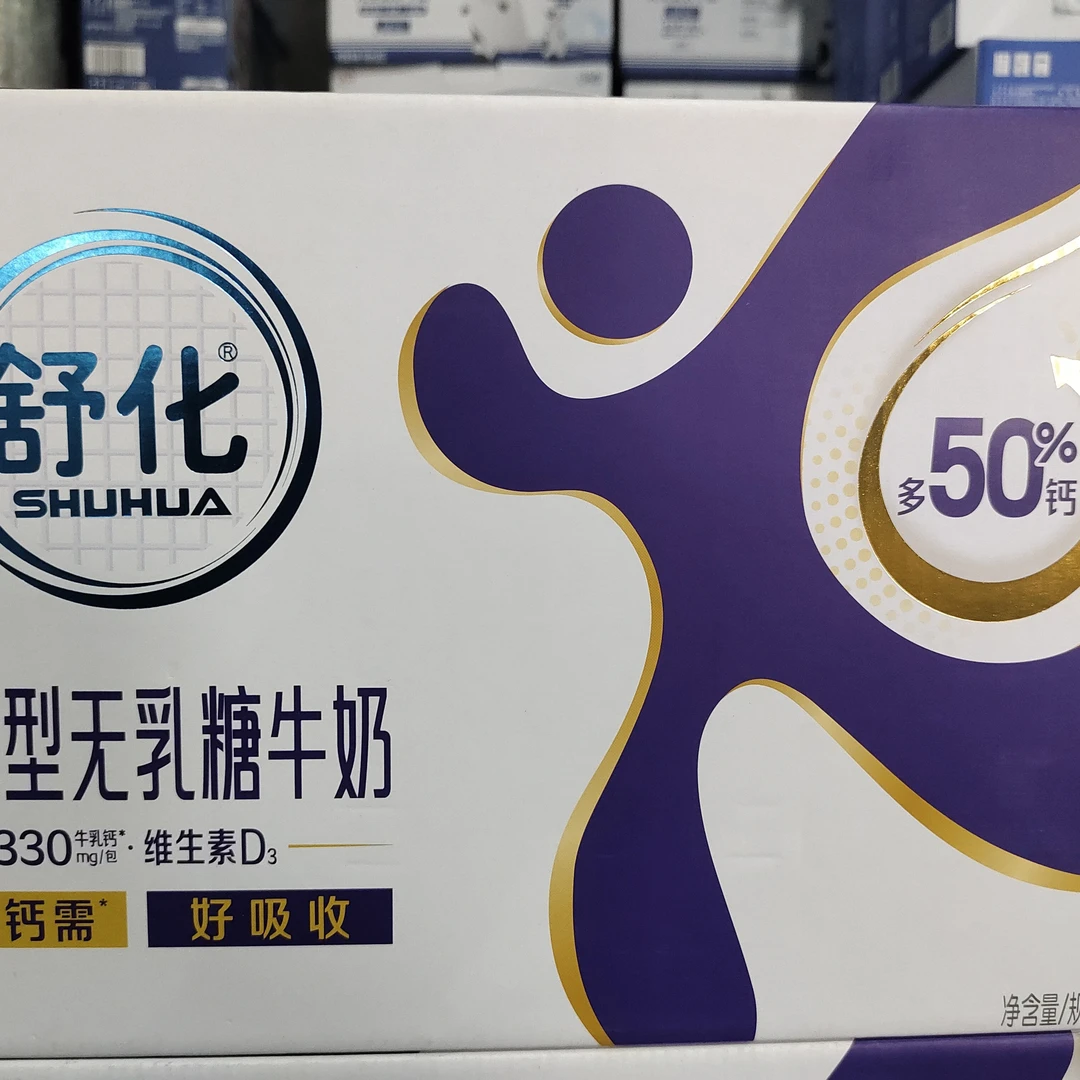 舒化®
SHUHUA
多50%钙
型无乳糖牛奶
330牛乳钙*mg/包·维生素D₃
钙需*
好吸收
净含量/规